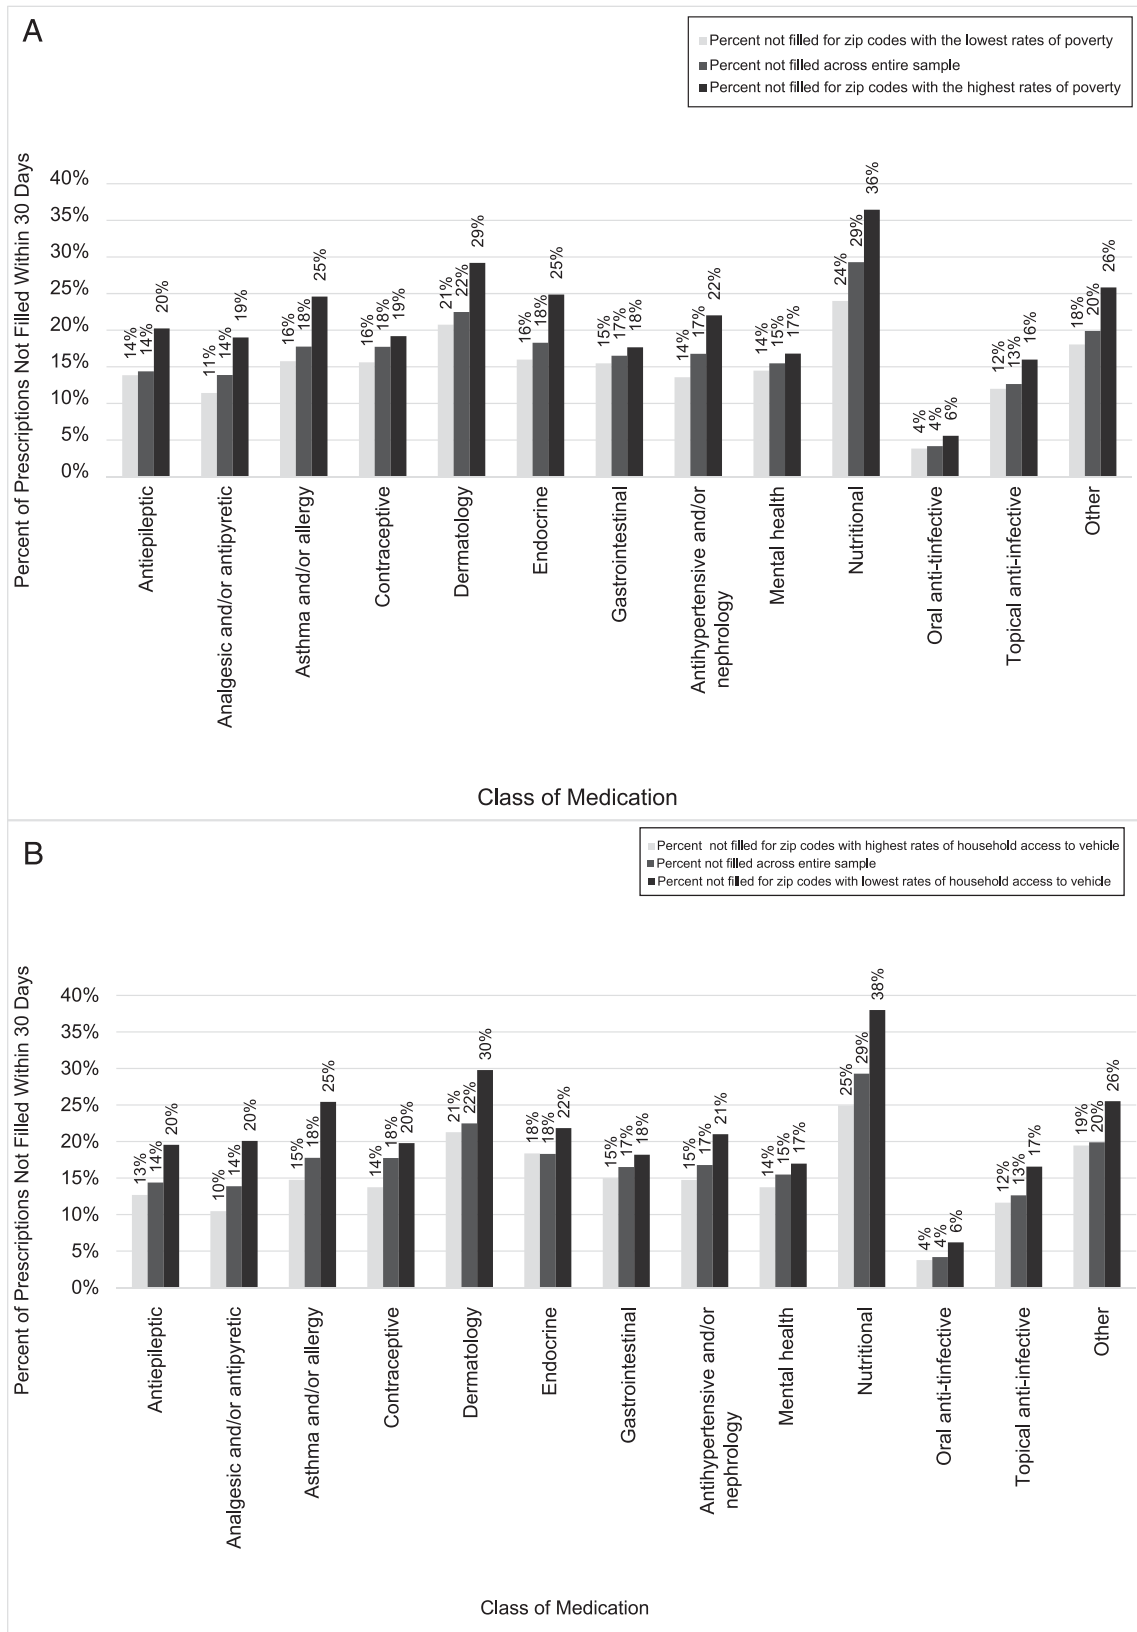 A
Percent not filled for zip codes with the lowest rates of poverty
Percent not filled across entire sample
Percent not filled for zip codes with the highest rates of poverty
Percent of Prescriptions Not Filled Within 30 Days
40%
35%
30%
25%
20%
15%
10%
5%
0%
14%
14%
20%
11%
14%
19%
16%
18%
25%
16%
18%
19%
21%
22%
29%
16%
18%
25%
15%
17%
18%
14%
17%
22%
14%
15%
17%
24%
29%
36%
4%
4%
6%
12%
13%
16%
18%
20%
26%
Antiepileptic
Analgesic and/or antipyretic
Asthma and/or allergy
Contraceptive
Dermatology
Endocrine
Gastrointestinal
Antihypertensive and/or
nephrology
Mental health
Nutritional
Oral anti-tinfective
Topical anti-infective
Other
Class of Medication
B
Percent not filled for zip codes with highest rates of household access to vehicle
Percent not filled across entire sample
Percent not filled for zip codes with lowest rates of household access to vehicle
Percent of Prescriptions Not Filled Within 30 Days
40%
35%
30%
25%
20%
15%
10%
5%
0%
13%
14%
20%
10%
14%
20%
15%
18%
25%
14%
18%
20%
21%
22%
30%
18%
18%
22%
15%
17%
18%
15%
17%
21%
14%
15%
17%
25%
29%
38%
4%
4%
6%
12%
13%
17%
19%
20%
26%
Antiepileptic
Analgesic and/or antipyretic
Asthma and/or allergy
Contraceptive
Dermatology
Endocrine
Gastrointestinal
Antihypertensive and/or
nephrology
Mental health
Nutritional
Oral anti-tinfective
Topical anti-infective
Other
Class of Medication